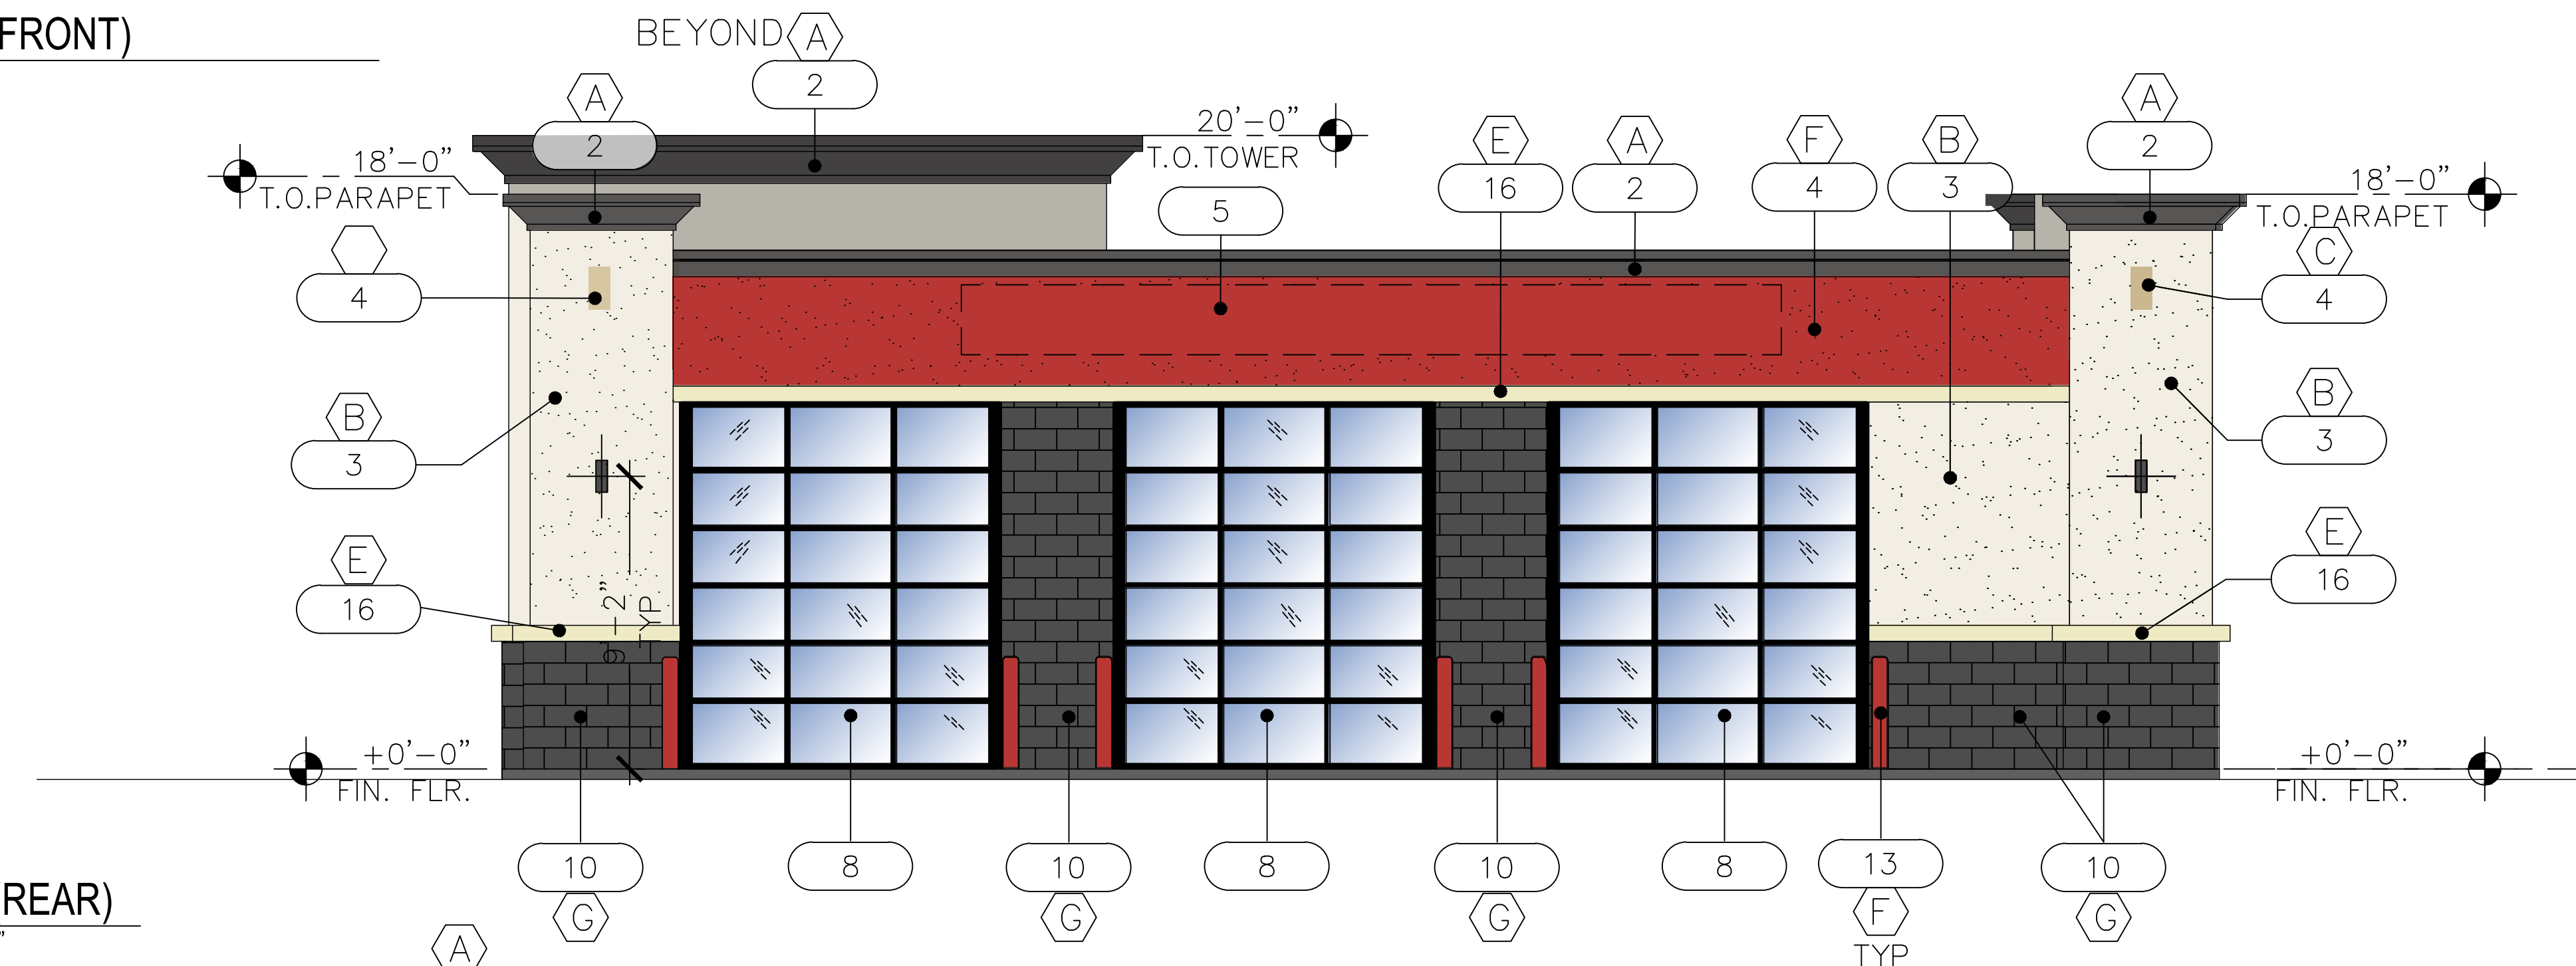 FRONT)
BEYOND A
2
A
2
20'-0"
T.O.TOWER
18'-0"
T.O.PARAPET
5
E
16
A
2
F
4
B
3
A
2
18'-0"
T.O.PARAPET
4
C
4
B
3
B
3
E
16
E
16
9'-2"
TYP
+0'-0"
FIN. FLR.
+0'-0"
FIN. FLR.
10
G
8
10
G
8
10
G
8
13
F
TYP
10
G
REAR)
A